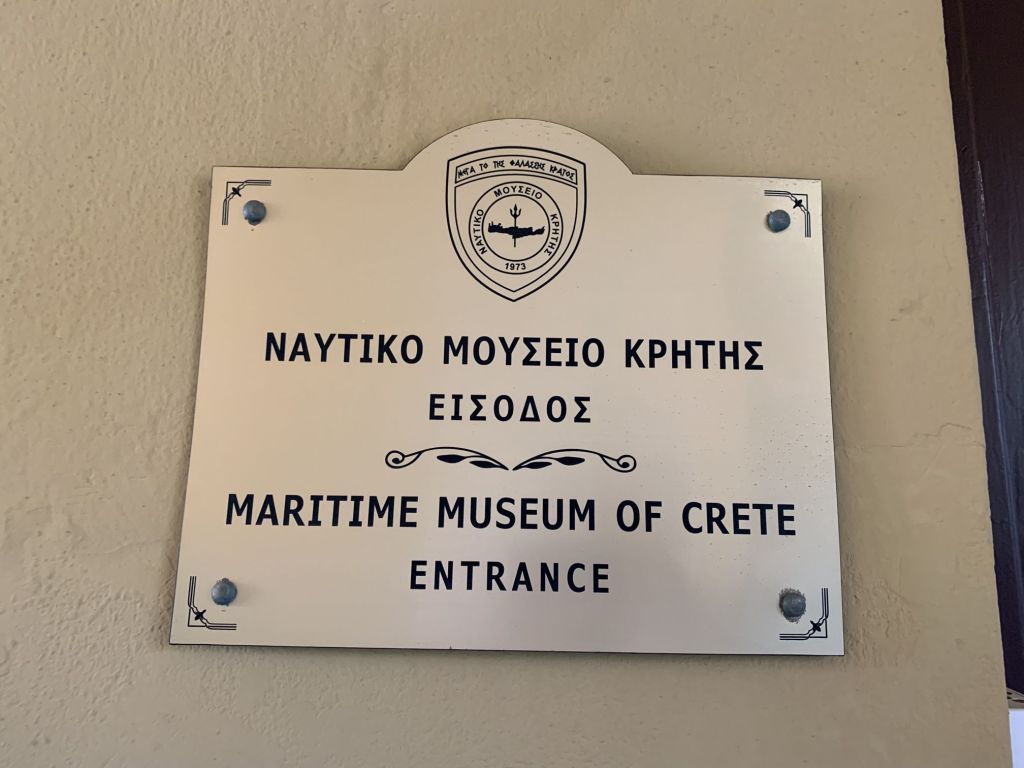 ΜΕΓΑ ΤΟ ΤΗΣ ΘΑΛΑΣΣΗΣ ΚΡΑΤΟΣ
ΝΑΥΤΙΚΟ ΜΟΥΣΕΙΟ ΚΡΗΤΗΣ
1973
ΝΑΥΤΙΚΟ ΜΟΥΣΕΙΟ ΚΡΗΤΗΣ
ΕΙΣΟΔΟΣ
MARITIME MUSEUM OF CRETE
ENTRANCE